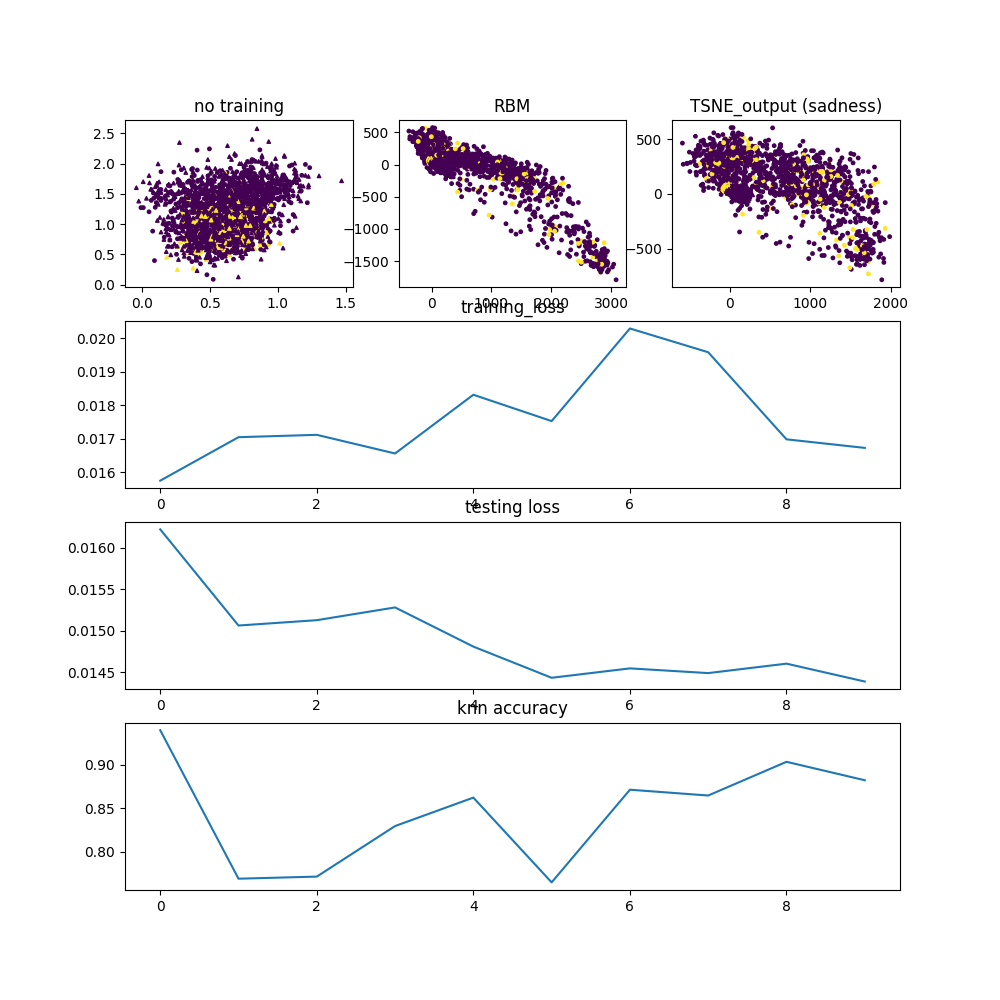 no training RBM TSNE_output (sadness)
2.5 2.0 1.5 1.0 0.5 0.0
0.0 0.5 1.0 1.5
500 0 −500 −1000 −1500
0 1000 2000 3000
500 0 −500
0 1000 2000
training_loss
0.020 0.019 0.018 0.017 0.016
0 2 4 6 8
testing loss
0.0160 0.0155 0.0150 0.0145
0 2 4 6 8
knn accuracy
0.90 0.85 0.80
0 2 4 6 8